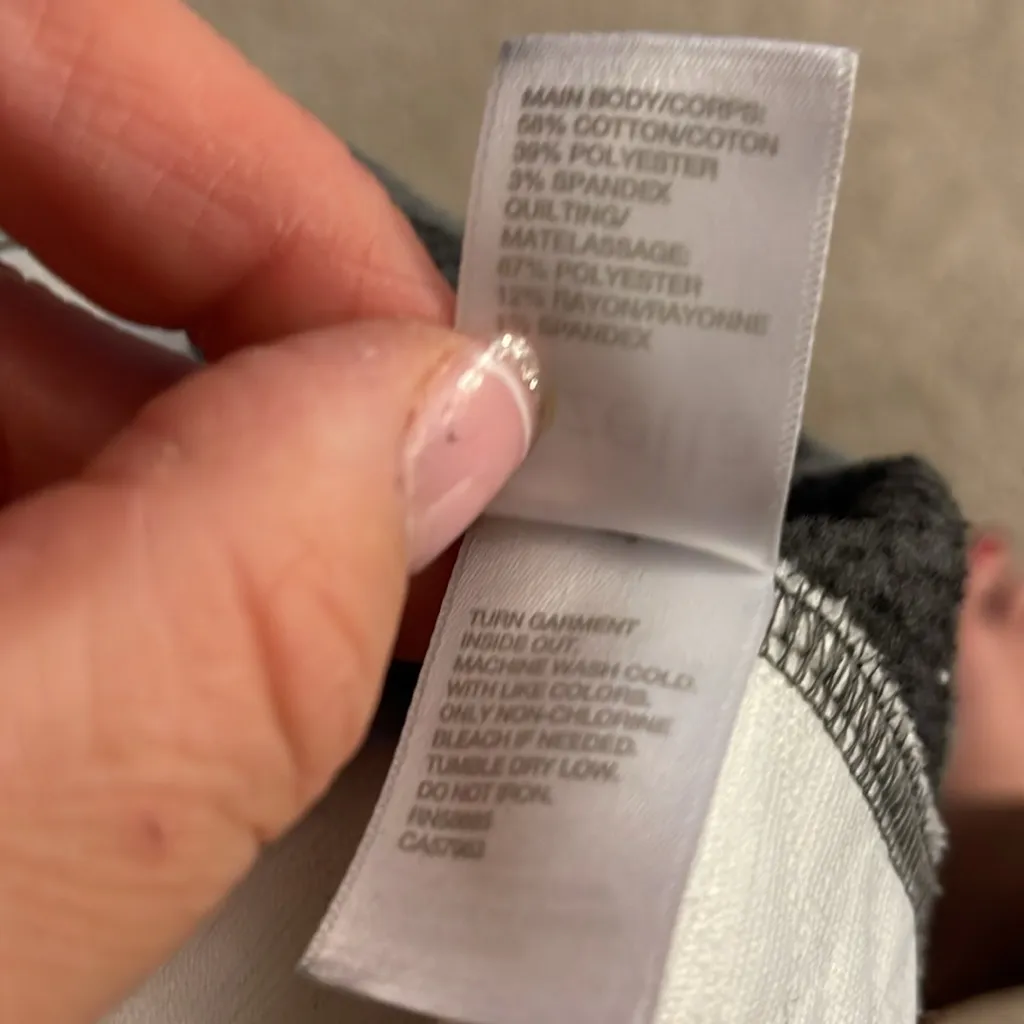 MAIN BODY/CORPS:
58% COTTON/COTON
39% POLYESTER
3% SPANDEX
QUILTING/
MATELASSAGE:
87% POLYESTER
12% RAYON/RAYONNE
1% SPANDEX
TURN GARMENT
INSIDE OUT.
MACHINE WASH COLD.
WITH LIKE COLORS.
ONLY NON-CHLORINE
BLEACH IF NEEDED.
TUMBLE DRY LOW.
DO NOT IRON.